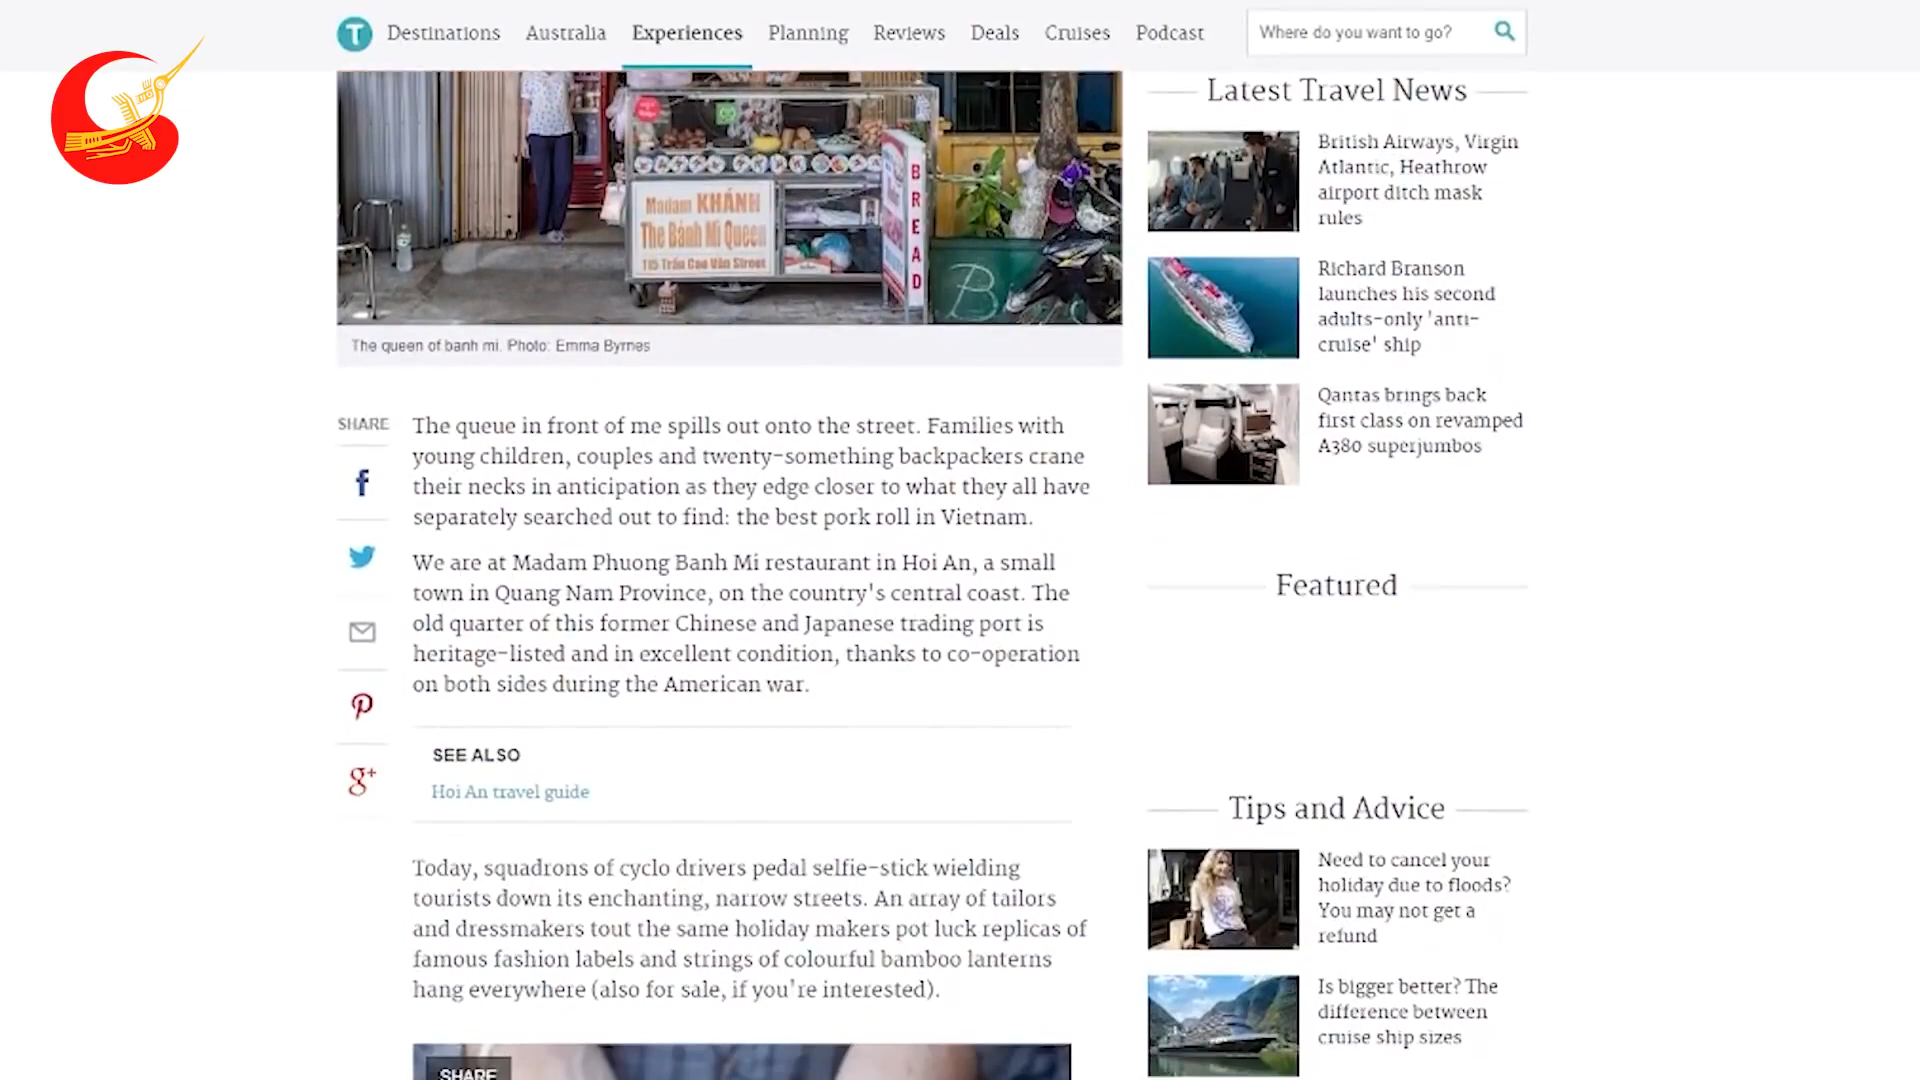 T
Destinations
Australia
Experiences
Planning
Reviews
Deals
Cruises
Podcast
Where do you want to go?
Madam KHÁNH
The Bánh Mì Queen
115 Trần Cao Vân Street
BREAD
B
The queen of banh mi. Photo: Emma Byrnes
SHARE
The queue in front of me spills out onto the street. Families with
young children, couples and twenty-something backpackers crane
their necks in anticipation as they edge closer to what they all have
separately searched out to find: the best pork roll in Vietnam.
We are at Madam Phuong Banh Mi restaurant in Hoi An, a small
town in Quang Nam Province, on the country's central coast. The
old quarter of this former Chinese and Japanese trading port is
heritage-listed and in excellent condition, thanks to co-operation
on both sides during the American war.
SEE ALSO
Hoi An travel guide
Today, squadrons of cyclo drivers pedal selfie-stick wielding
tourists down its enchanting, narrow streets. An array of tailors
and dressmakers tout the same holiday makers pot luck replicas of
famous fashion labels and strings of colourful bamboo lanterns
hang everywhere (also for sale, if you're interested).
SHARE
Latest Travel News
British Airways, Virgin
Atlantic, Heathrow
airport ditch mask
rules
Richard Branson
launches his second
adults-only 'anti-
cruise' ship
Qantas brings back
first class on revamped
A380 superjumbos
Featured
Tips and Advice
Need to cancel your
holiday due to floods?
You may not get a
refund
Is bigger better? The
difference between
cruise ship sizes